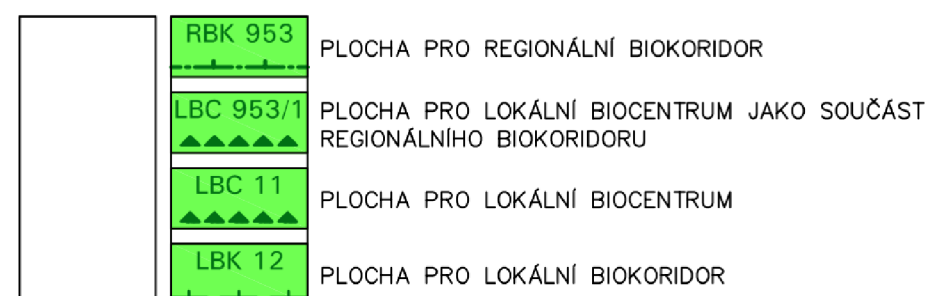 RBK 953
PLOCHA PRO REGIONÁLNÍ BIOKORIDOR
LBC 953/1
PLOCHA PRO LOKÁLNÍ BIOCENTRUM JAKO SOUČÁST
REGIONÁLNÍHO BIOKORIDORU
LBC 11
PLOCHA PRO LOKÁLNÍ BIOCENTRUM
LBK 12
PLOCHA PRO LOKÁLNÍ BIOKORIDOR